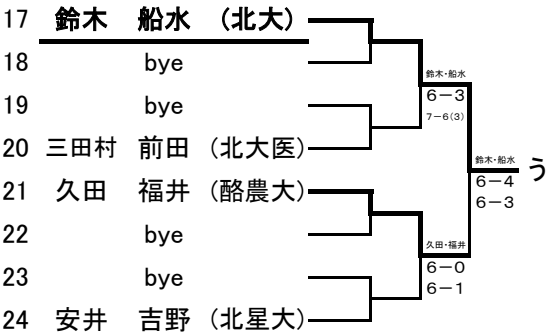 17 鈴木 船水 (北大)
18 bye
19 bye
20 三田村 前田 (北大医)
21 久田 福井 (酪農大)
22 bye
23 bye
24 安井 吉野 (北星大)
鈴木・船水
6-3
7-6(3)
鈴木・船水
6-4
6-3
う
久田・福井
6-0
6-1